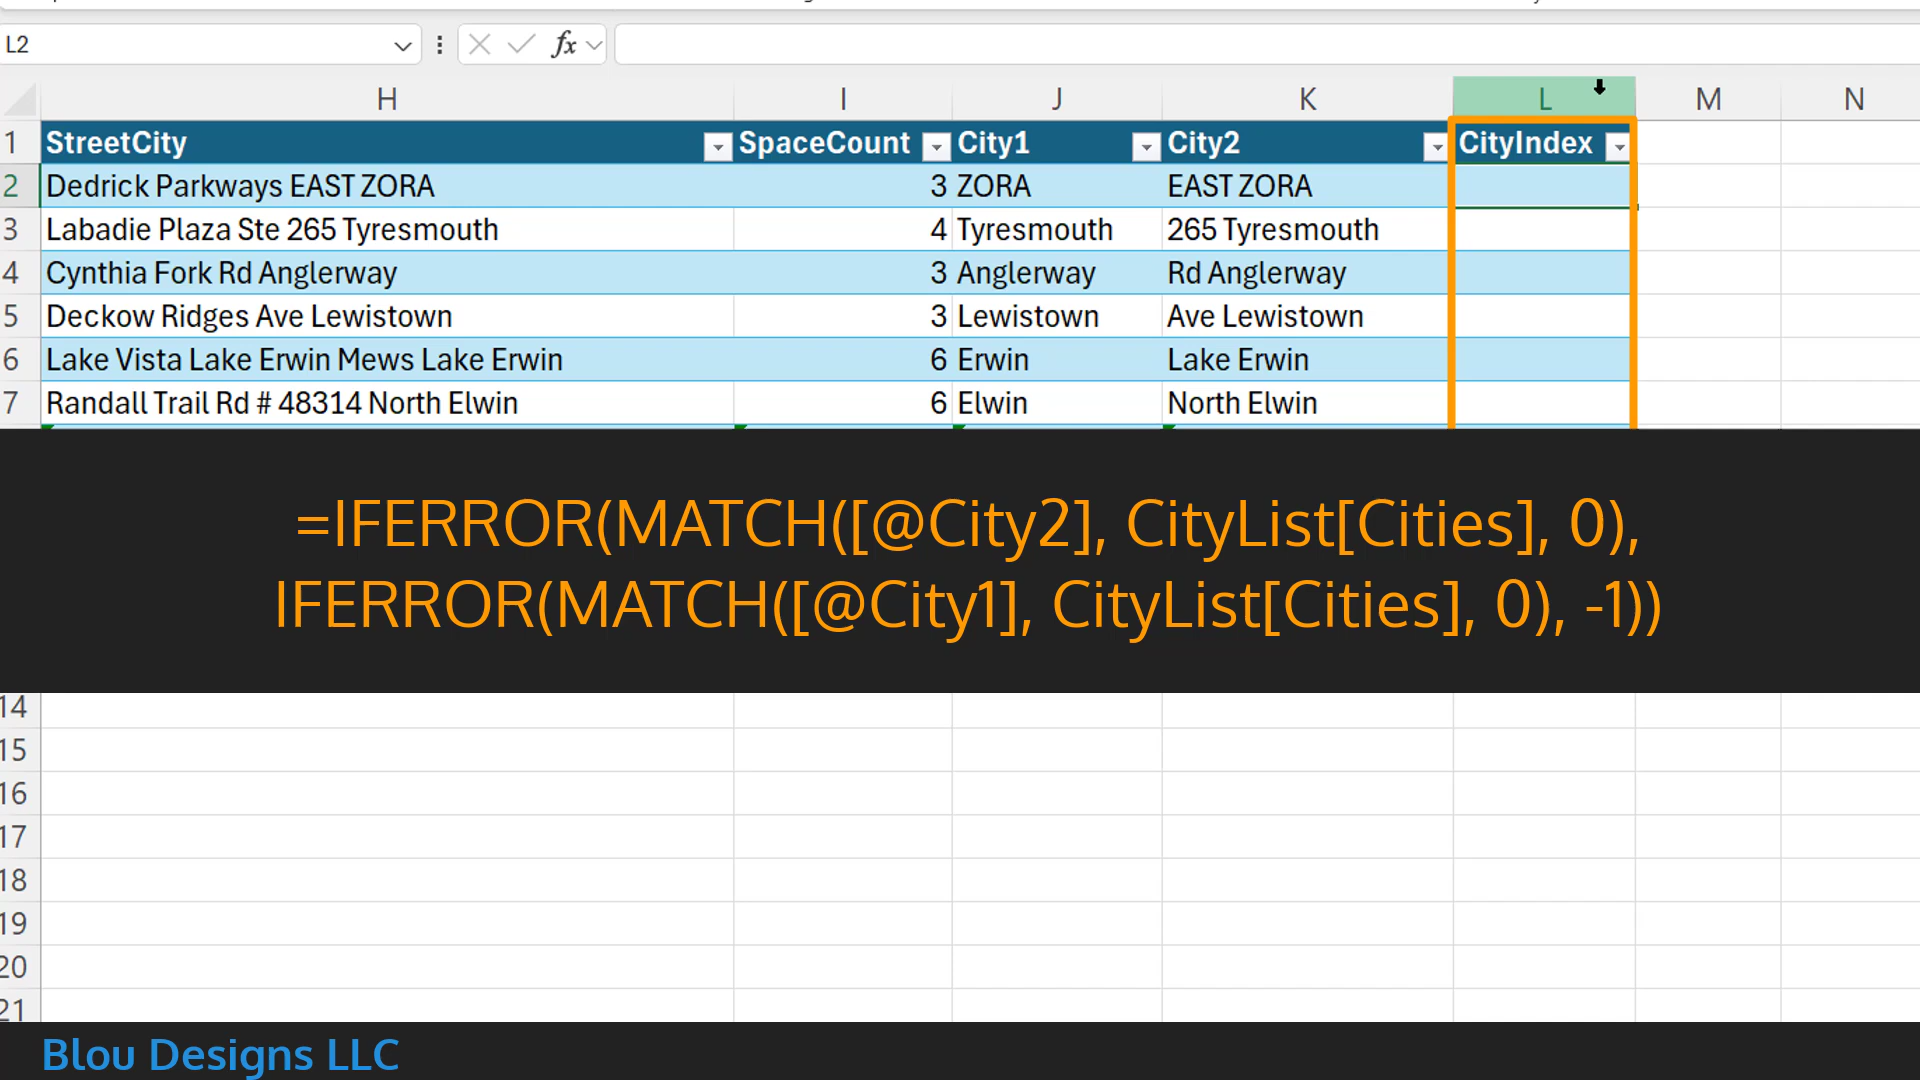 L2 fx
H I J K L M N
1 StreetCity SpaceCount City1 City2 CityIndex
2 Dedrick Parkways EAST ZORA 3 ZORA EAST ZORA
3 Labadie Plaza Ste 265 Tyresmouth 4 Tyresmouth 265 Tyresmouth
4 Cynthia Fork Rd Anglerway 3 Anglerway Rd Anglerway
5 Deckow Ridges Ave Lewistown 3 Lewistown Ave Lewistown
6 Lake Vista Lake Erwin Mews Lake Erwin 6 Erwin Lake Erwin
7 Randall Trail Rd # 48314 North Elwin 6 Elwin North Elwin
=IFERROR(MATCH([@City2], CityList[Cities], 0),
IFERROR(MATCH([@City1], CityList[Cities], 0), -1))
14
15
16
17
18
19
20
21
Blou Designs LLC